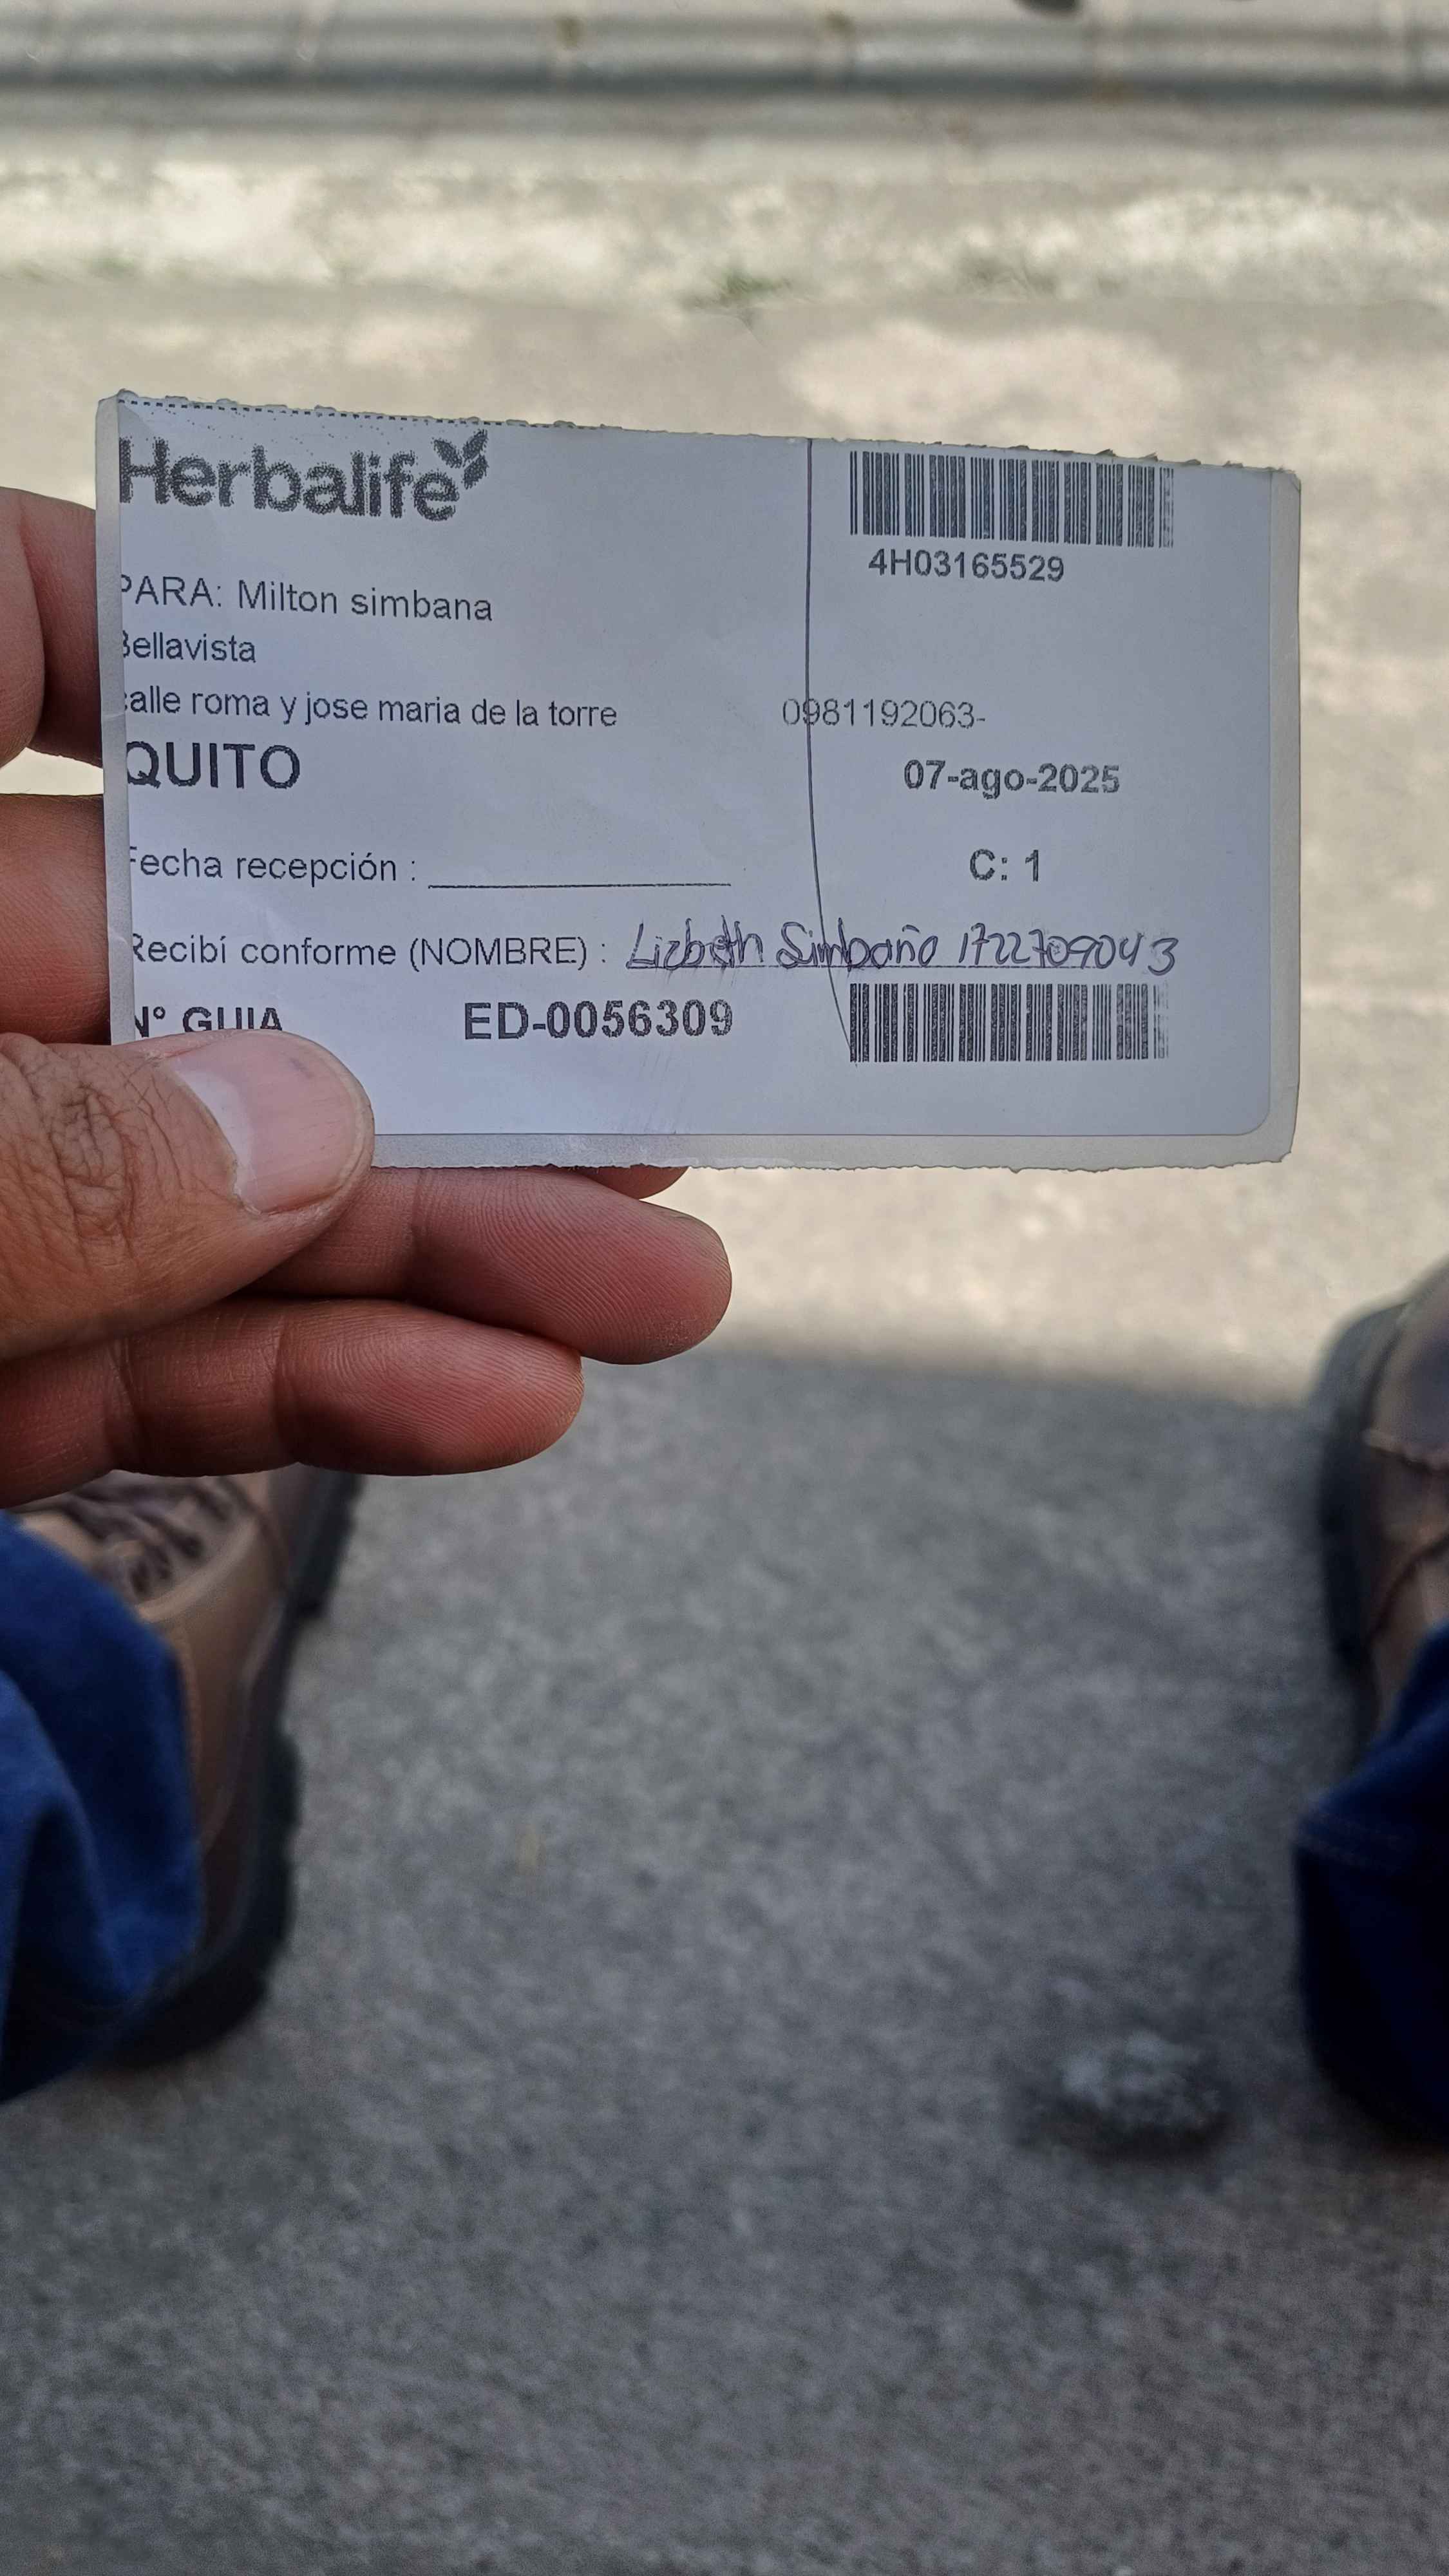 Herbalife
4H03165529
PARA: Milton simbana
Bellavista
calle roma y jose maria de la torre 0981192063-
QUITO
07-ago-2025
Fecha recepción : ____________
C: 1
Recibí conforme (NOMBRE) : Lizbeth Simbaña 1722709043
N° GUIA ED-0056309